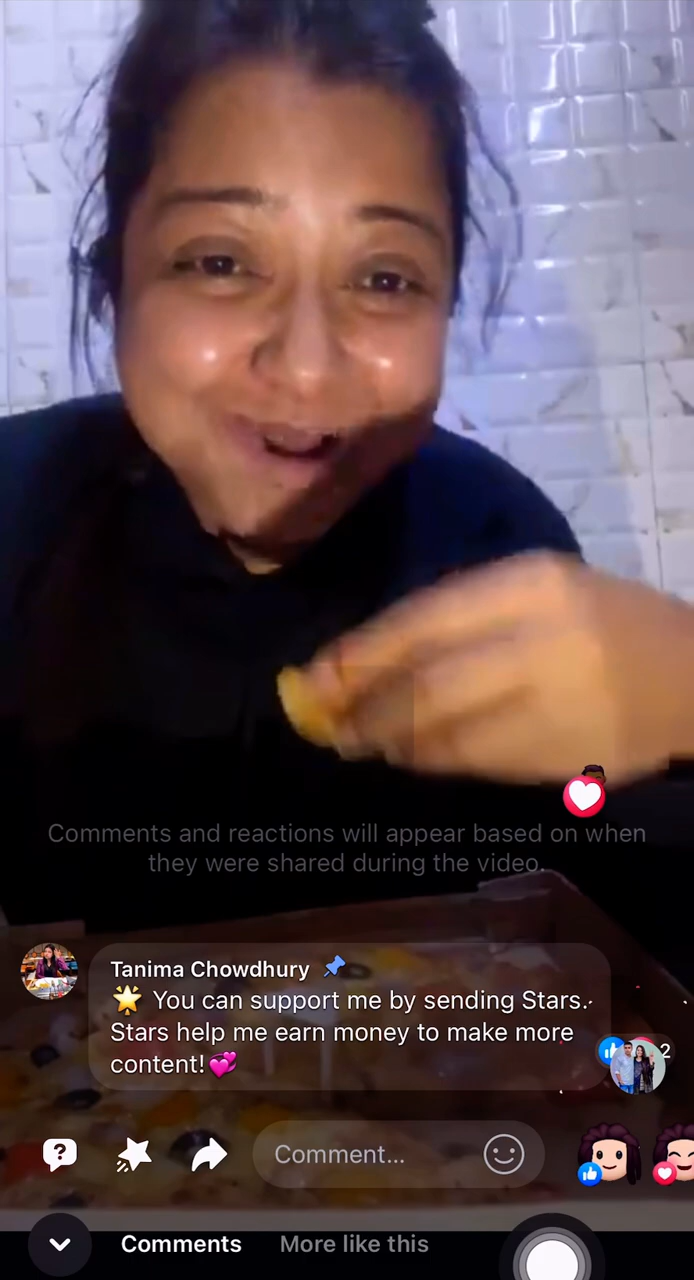 Comments and reactions will appear based on when
they were shared during the video.
Tanima Chowdhury 📌
🌟 You can support me by sending Stars.
Stars help me earn money to make more
content!💞
2
Comment...
Comments More like this